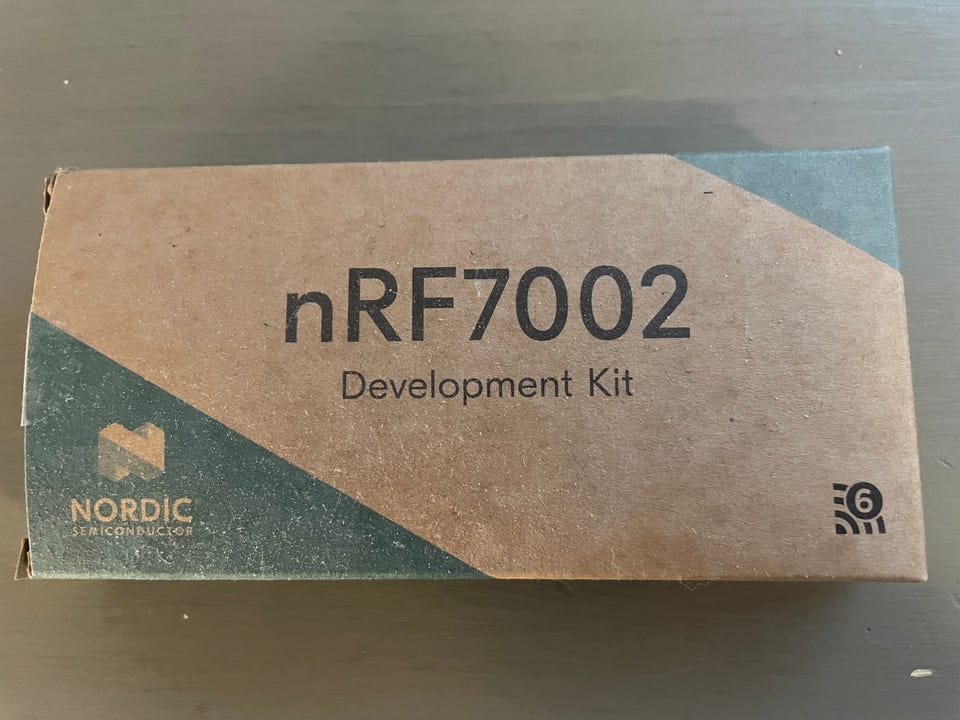 nRF7002
Development Kit
NORDIC
SEMICONDUCTOR
6